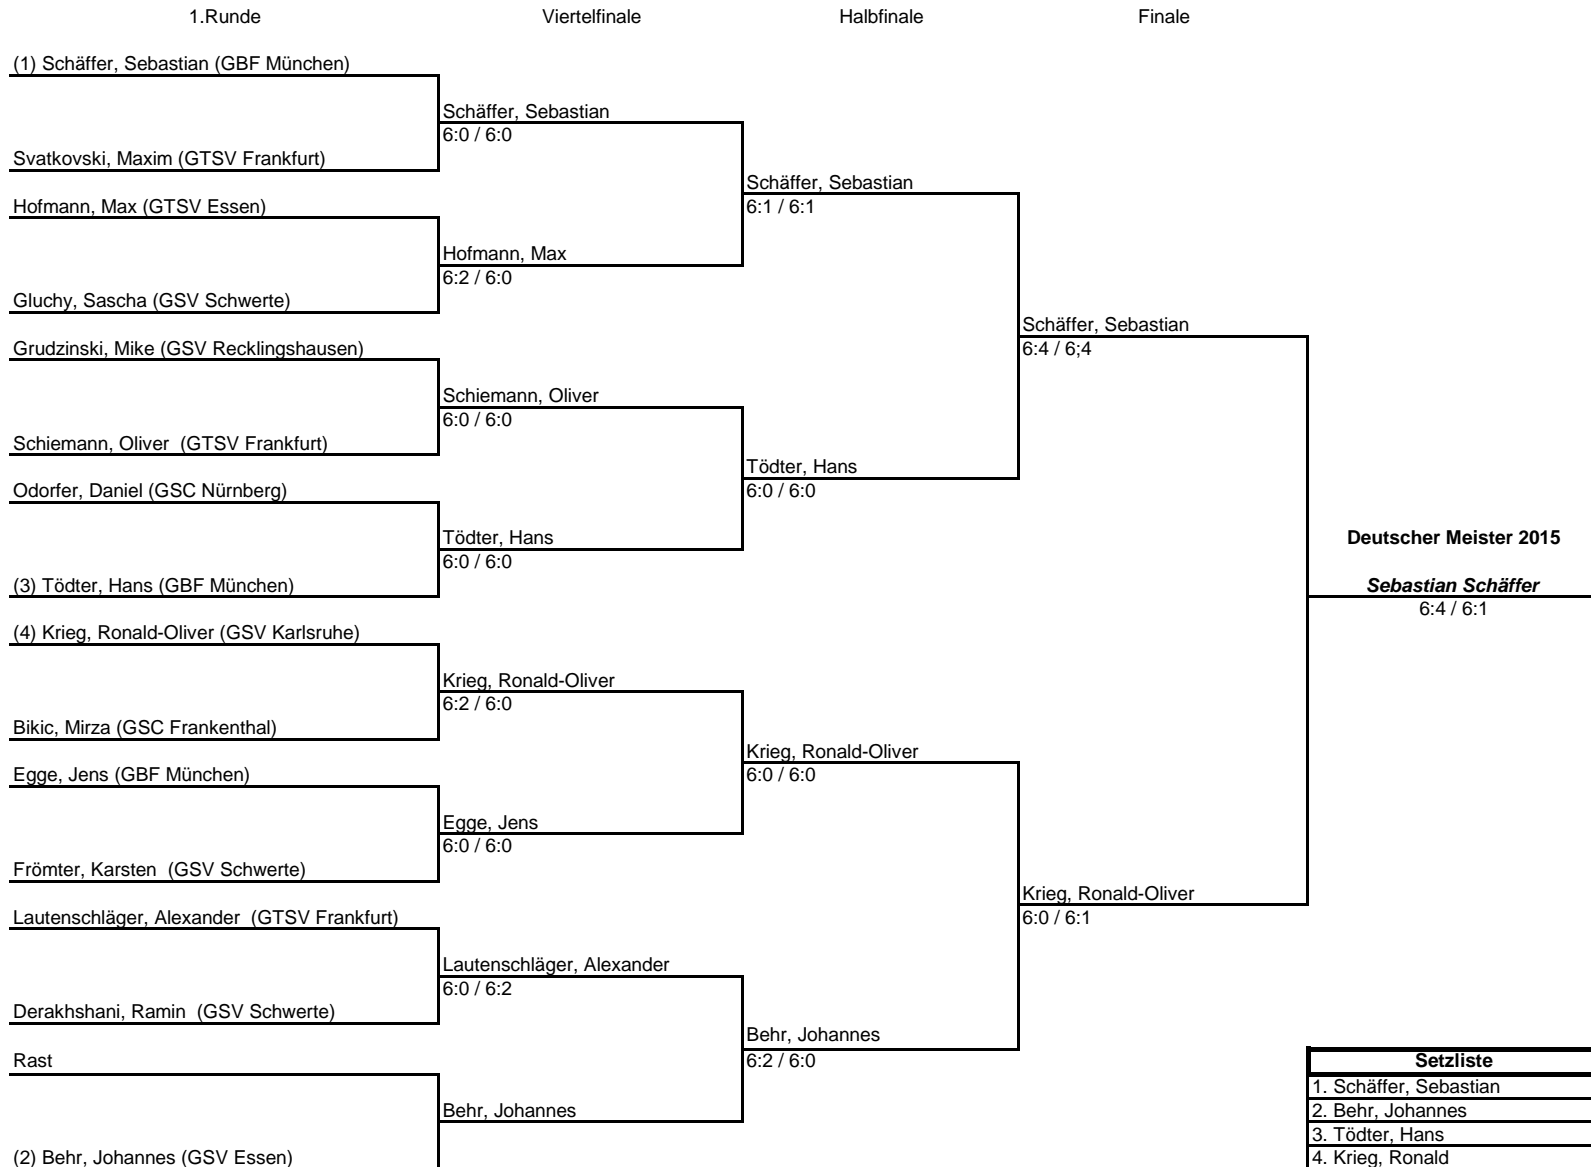 1.Runde Viertelfinale Halbfinale Finale
(1) Schäffer, Sebastian (GBF München)
Schäffer, Sebastian
6:0 / 6:0
Svatkovski, Maxim (GTSV Frankfurt)
Schäffer, Sebastian
6:1 / 6:1
Hofmann, Max (GTSV Essen)
Hofmann, Max
6:2 / 6:0
Gluchy, Sascha (GSV Schwerte)
Schäffer, Sebastian
6:4 / 6;4
Grudzinski, Mike (GSV Recklingshausen)
Schiemann, Oliver
6:0 / 6:0
Schiemann, Oliver  (GTSV Frankfurt)
Tödter, Hans
6:0 / 6:0
Odorfer, Daniel (GSC Nürnberg)
Tödter, Hans
6:0 / 6:0
(3) Tödter, Hans (GBF München)
Deutscher Meister 2015
Sebastian Schäffer
6:4 / 6:1
(4) Krieg, Ronald-Oliver (GSV Karlsruhe)
Krieg, Ronald-Oliver
6:2 / 6:0
Bikic, Mirza (GSC Frankenthal)
Krieg, Ronald-Oliver
6:0 / 6:0
Egge, Jens (GBF München)
Egge, Jens
6:0 / 6:0
Frömter, Karsten  (GSV Schwerte)
Krieg, Ronald-Oliver
6:0 / 6:1
Lautenschläger, Alexander  (GTSV Frankfurt)
Lautenschläger, Alexander
6:0 / 6:2
Derakhshani, Ramin  (GSV Schwerte)
Behr, Johannes
6:2 / 6:0
Rast
Behr, Johannes
(2) Behr, Johannes (GSV Essen)
Setzliste
1. Schäffer, Sebastian
2. Behr, Johannes
3. Tödter, Hans
4. Krieg, Ronald